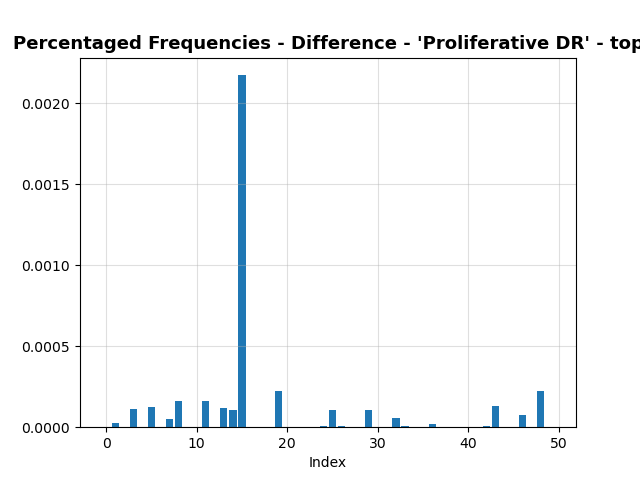 Percentaged Frequencies - Difference - 'Proliferative DR' - top
0.0020
0.0015
0.0010
0.0005
0.0000
0 10 20 30 40 50
Index